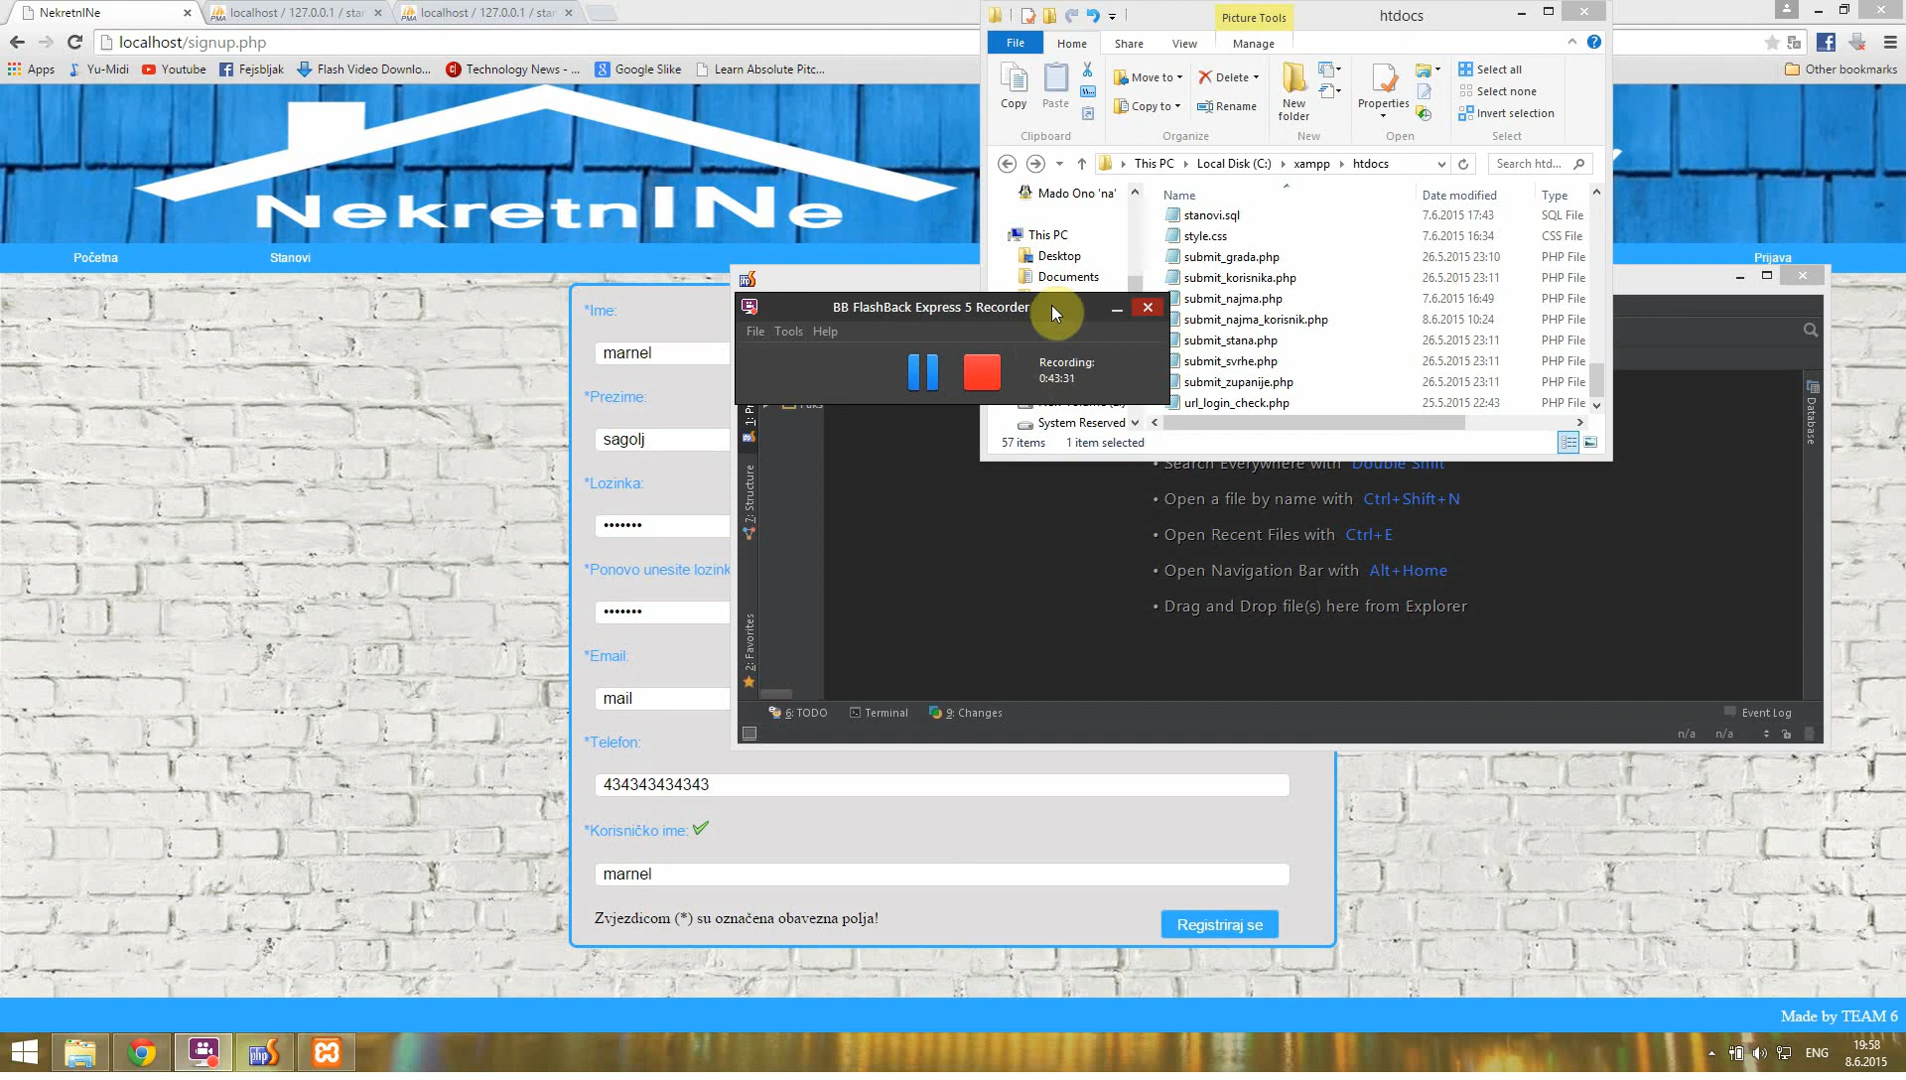 NekretnINe
localhost / 127.0.0.1 / star
localhost / 127.0.0.1 / star
localhost/signup.php
Apps
Yu-Midi
Youtube
Fejsbljak
Flash Video Downlo...
Technology News - ...
Google Slike
Learn Absolute Pitc...
Other bookmarks
NekretnINe
Početna
Stanovi
Prijava
Picture Tools
htdocs
File
Home
Share
View
Manage
Copy
Paste
Move to
Copy to
Delete
Rename
New
folder
Properties
Select all
Select none
Invert selection
Clipboard
Organize
New
Open
Select
This PC
Local Disk (C:)
xampp
htdocs
Search htd...
Mado Ono 'na'
This PC
Desktop
Documents
System Reserved
Name
Date modified
Type
stanovi.sql 7.6.2015 17:43 SQL File
style.css 7.6.2015 16:34 CSS File
submit_grada.php 26.5.2015 23:10 PHP File
submit_korisnika.php 26.5.2015 23:11 PHP File
submit_najma.php 7.6.2015 16:49 PHP File
submit_najma_korisnik.php 8.6.2015 10:24 PHP File
submit_stana.php 26.5.2015 23:11 PHP File
submit_svrhe.php 26.5.2015 23:11 PHP File
submit_zupanije.php 26.5.2015 23:11 PHP File
url_login_check.php 25.5.2015 22:43 PHP File
57 items
1 item selected
BB FlashBack Express 5 Recorder
File
Tools
Help
Recording:
0:43:31
Search Everywhere with Double Shift
• Open a file by name with Ctrl+Shift+N
• Open Recent Files with Ctrl+E
• Open Navigation Bar with Alt+Home
• Drag and Drop file(s) here from Explorer
7: Structure
2: Favorites
Database
6: TODO
Terminal
9: Changes
Event Log
n/a
n/a
*Ime:
marnel
*Prezime:
sagolj
*Lozinka:
•••••••
*Ponovo unesite lozink
•••••••
*Email:
mail
*Telefon:
434343434343
*Korisničko ime:
marnel
Zvjezdicom (*) su označena obavezna polja!
Registriraj se
Made by TEAM 6
ENG
19:58
8.6.2015